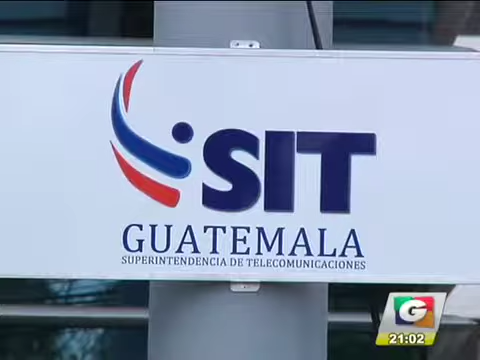 SIT
GUATEMALA
SUPERINTENDENCIA DE TELECOMUNICACIONES
G
21:02